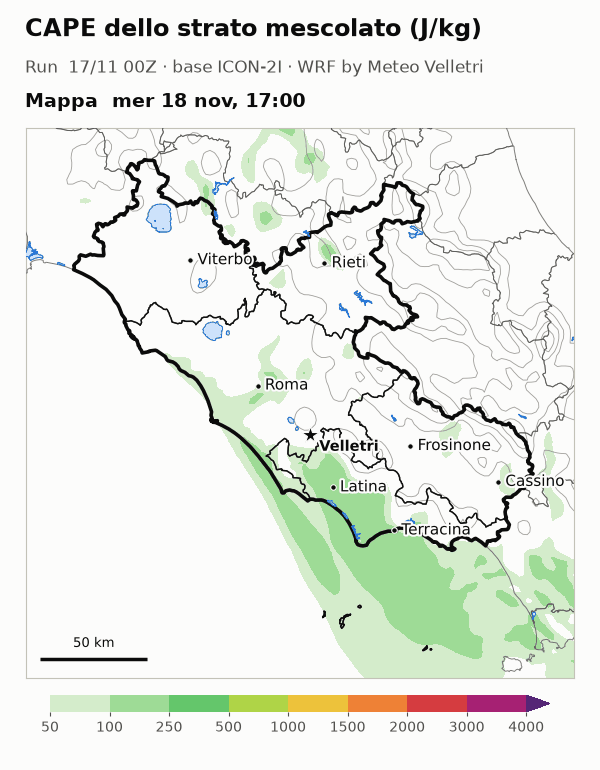 CAPE dello strato mescolato (J/kg)
Run  17/11 00Z · base ICON-2I · WRF by Meteo Velletri
Mappa  mer 18 nov, 17:00
Viterbo
Rieti
Roma
Velletri
Frosinone
Latina
Cassino
Terracina
50 km
50 100 250 500 1000 1500 2000 3000 4000